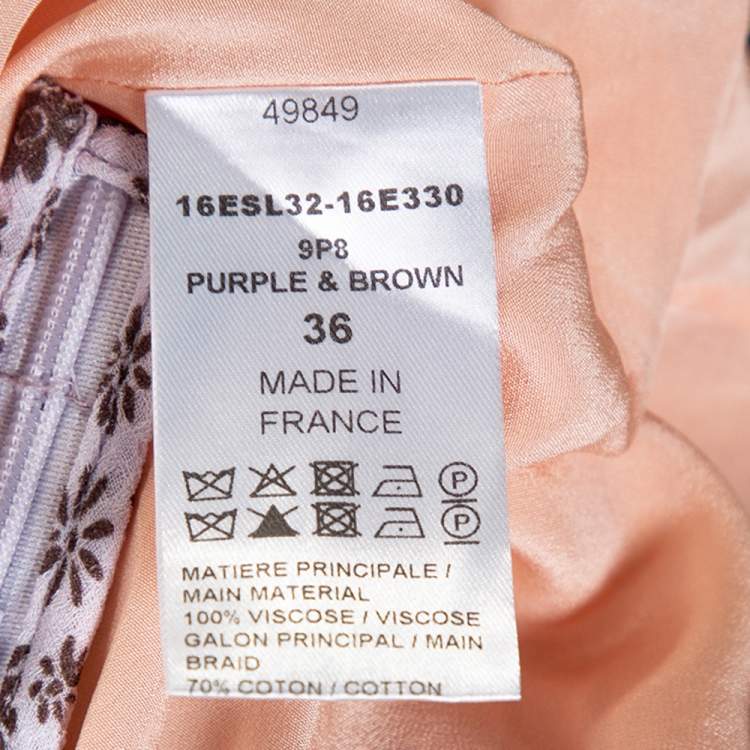 49849
16ESL32-16E330
9P8
PURPLE & BROWN
36
MADE IN
FRANCE
P
P
MATIERE PRINCIPALE /
MAIN MATERIAL
100% VISCOSE / VISCOSE
GALON PRINCIPAL / MAIN
BRAID
70% COTON / COTTON